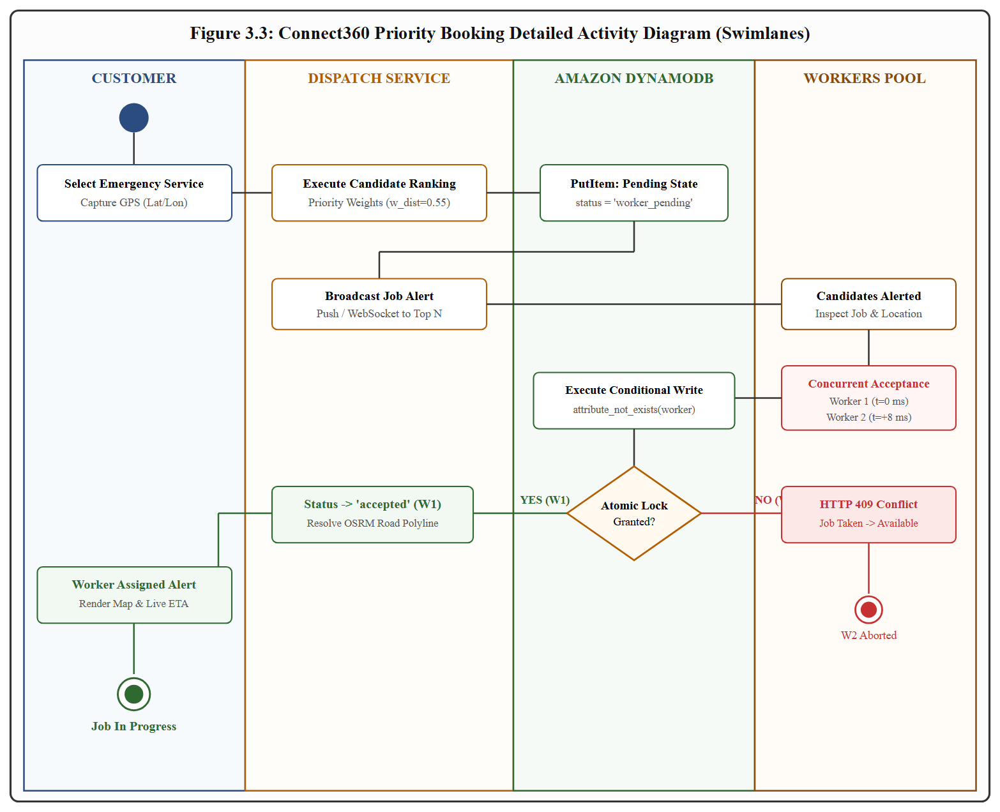 Figure 3.3: Connect360 Priority Booking Detailed Activity Diagram (Swimlanes)
CUSTOMER
DISPATCH SERVICE
AMAZON DYNAMODB
WORKERS POOL
Select Emergency Service
Capture GPS (Lat/Lon)
Execute Candidate Ranking
Priority Weights (w_dist=0.55)
PutItem: Pending State
status = 'worker_pending'
Broadcast Job Alert
Push / WebSocket to Top N
Candidates Alerted
Inspect Job & Location
Execute Conditional Write
attribute_not_exists(worker)
Concurrent Acceptance
Worker 1 (t=0 ms)
Worker 2 (t=+8 ms)
Status -> 'accepted' (W1)
Resolve OSRM Road Polyline
YES (W1)
Atomic Lock
Granted?
NO
HTTP 409 Conflict
Job Taken -> Available
Worker Assigned Alert
Render Map & Live ETA
W2 Aborted
Job In Progress